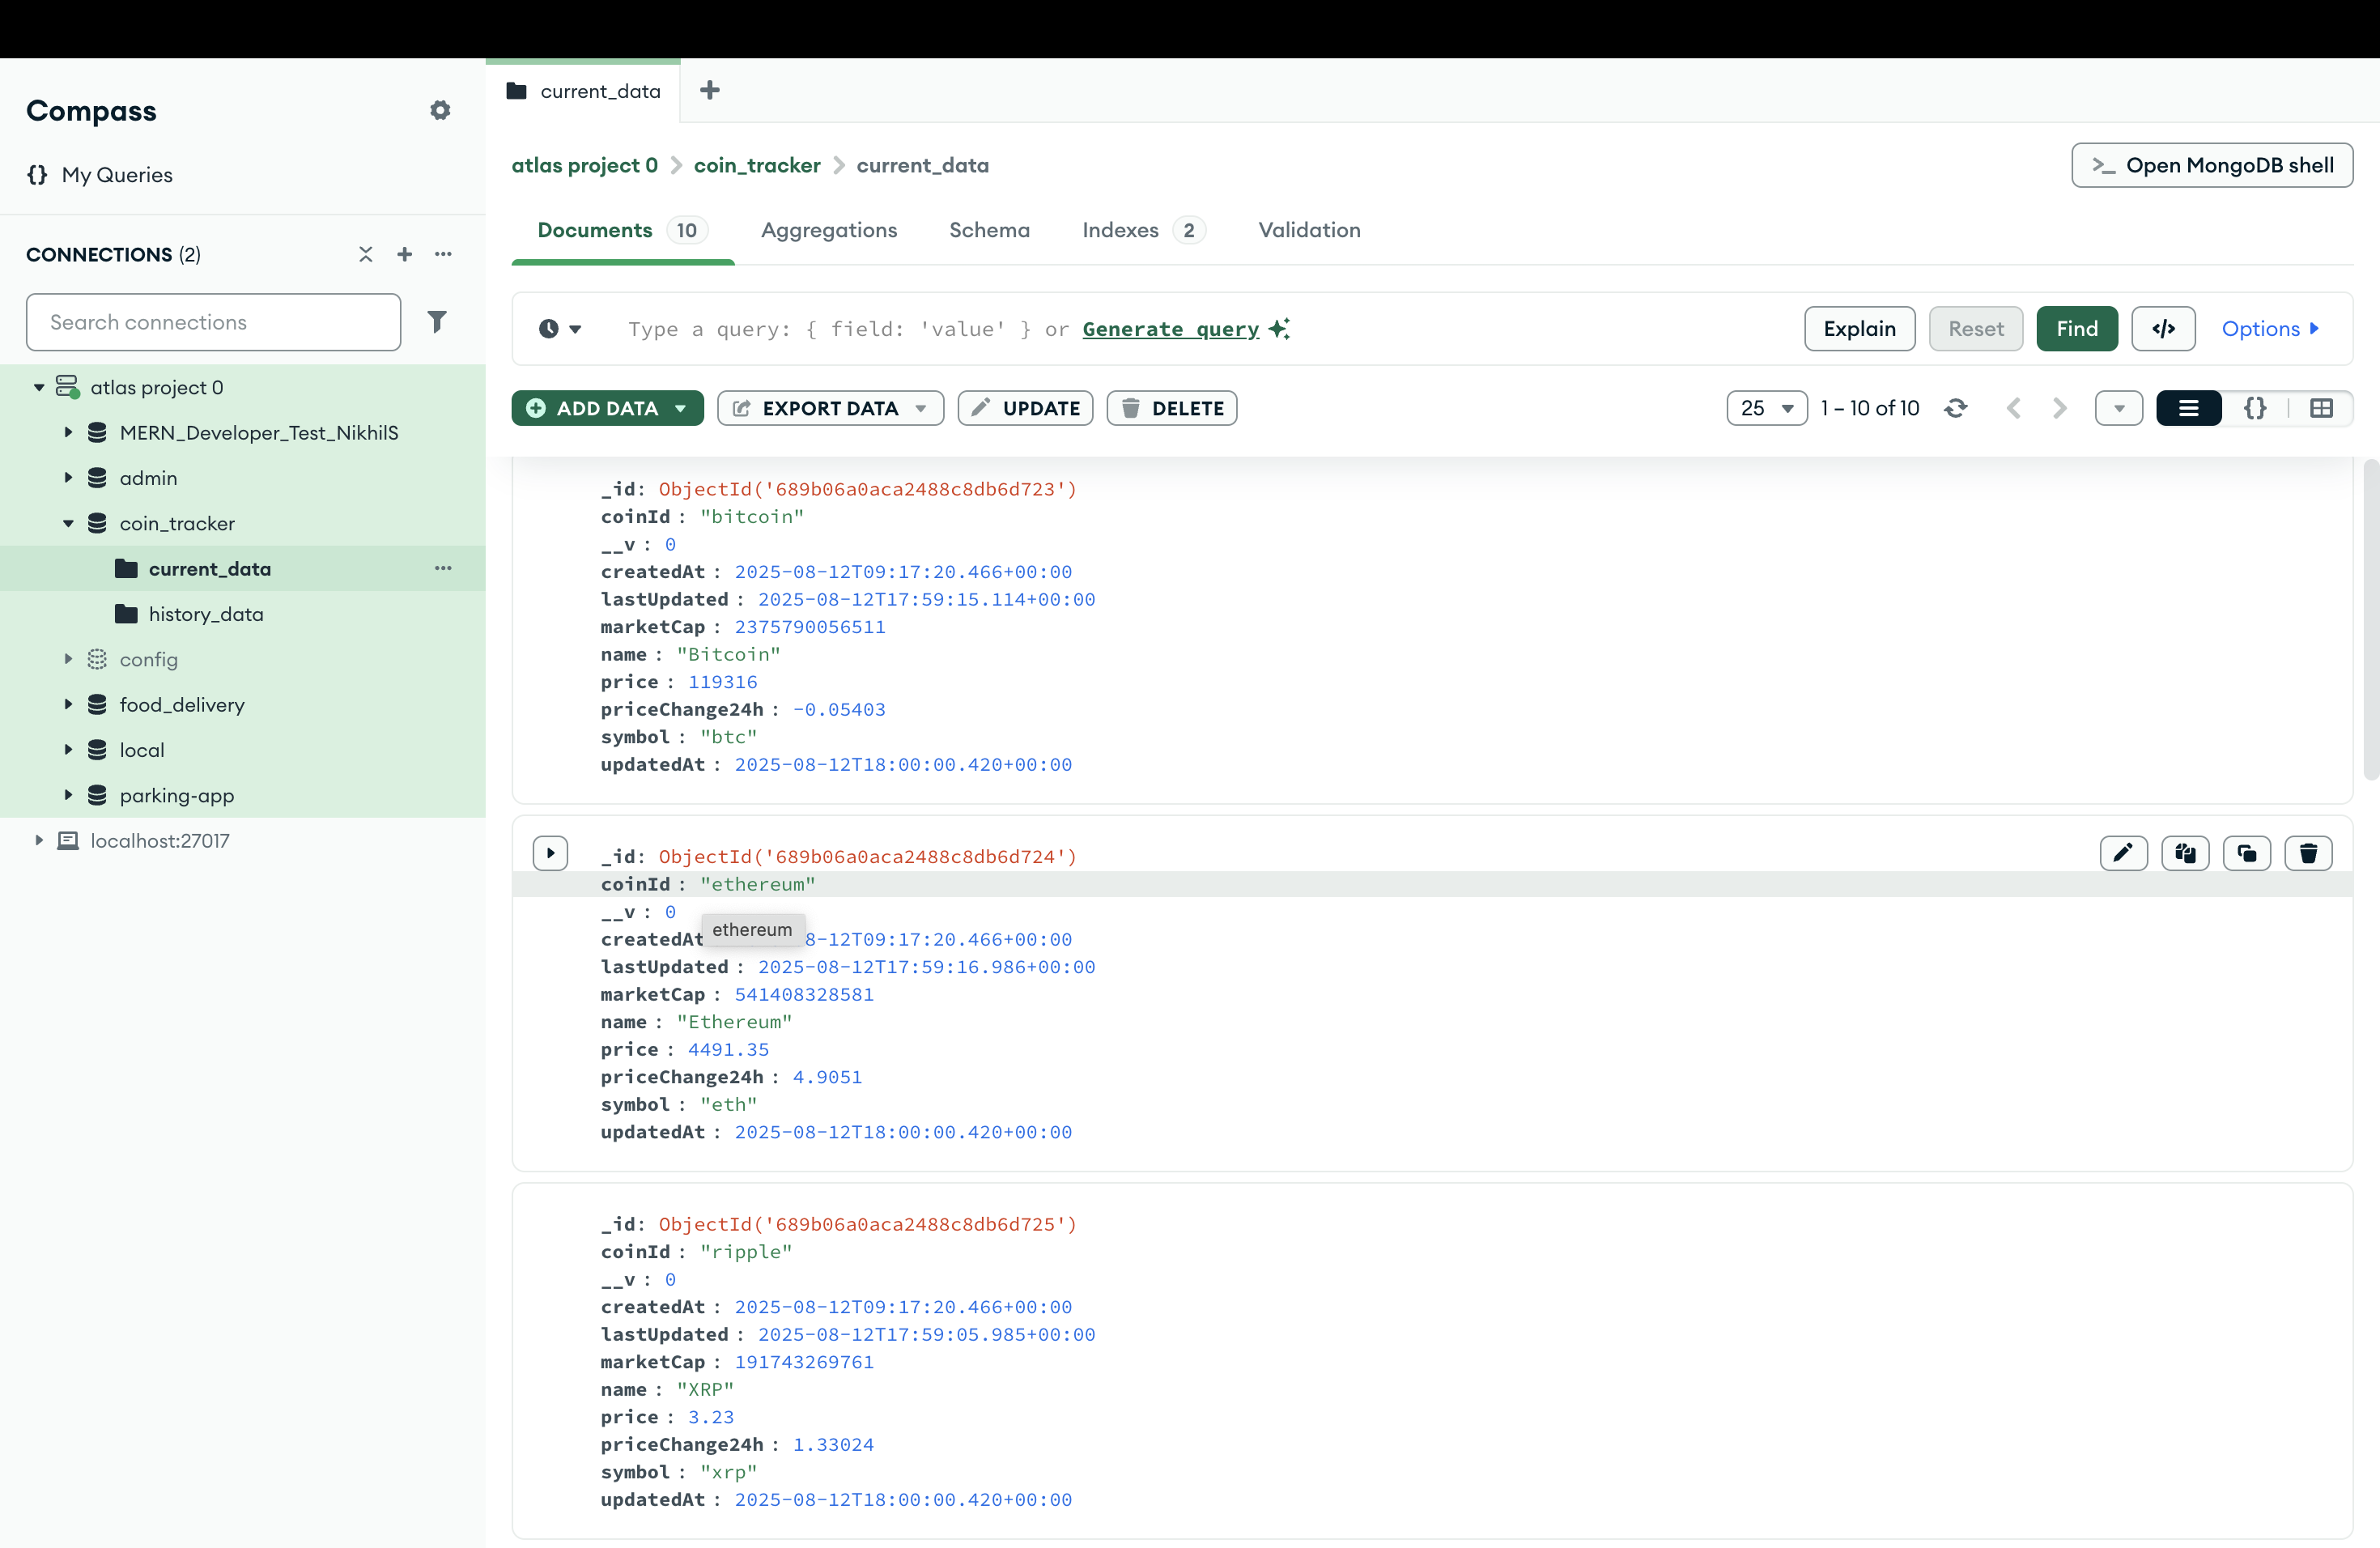 Compass
My Queries
CONNECTIONS (2)
Search connections
atlas project 0
MERN_Developer_Test_NikhilS
admin
coin_tracker
current_data
history_data
config
food_delivery
local
parking-app
localhost:27017
current_data
atlas project 0 > coin_tracker > current_data
>_ Open MongoDB shell
Documents 10 Aggregations Schema Indexes 2 Validation
Type a query: { field: 'value' } or Generate query
Explain Reset Find </> Options
ADD DATA EXPORT DATA UPDATE DELETE
25 1 – 10 of 10 {}
_id: ObjectId('689b06a0aca2488c8db6d723')
coinId : "bitcoin"
__v : 0
createdAt : 2025-08-12T09:17:20.466+00:00
lastUpdated : 2025-08-12T17:59:15.114+00:00
marketCap : 2375790056511
name : "Bitcoin"
price : 119316
priceChange24h : -0.05403
symbol : "btc"
updatedAt : 2025-08-12T18:00:00.420+00:00
_id: ObjectId('689b06a0aca2488c8db6d724')
coinId : "ethereum"
__v : 0
ethereum
createdAt 8-12T09:17:20.466+00:00
lastUpdated : 2025-08-12T17:59:16.986+00:00
marketCap : 541408328581
name : "Ethereum"
price : 4491.35
priceChange24h : 4.9051
symbol : "eth"
updatedAt : 2025-08-12T18:00:00.420+00:00
_id: ObjectId('689b06a0aca2488c8db6d725')
coinId : "ripple"
__v : 0
createdAt : 2025-08-12T09:17:20.466+00:00
lastUpdated : 2025-08-12T17:59:05.985+00:00
marketCap : 191743269761
name : "XRP"
price : 3.23
priceChange24h : 1.33024
symbol : "xrp"
updatedAt : 2025-08-12T18:00:00.420+00:00